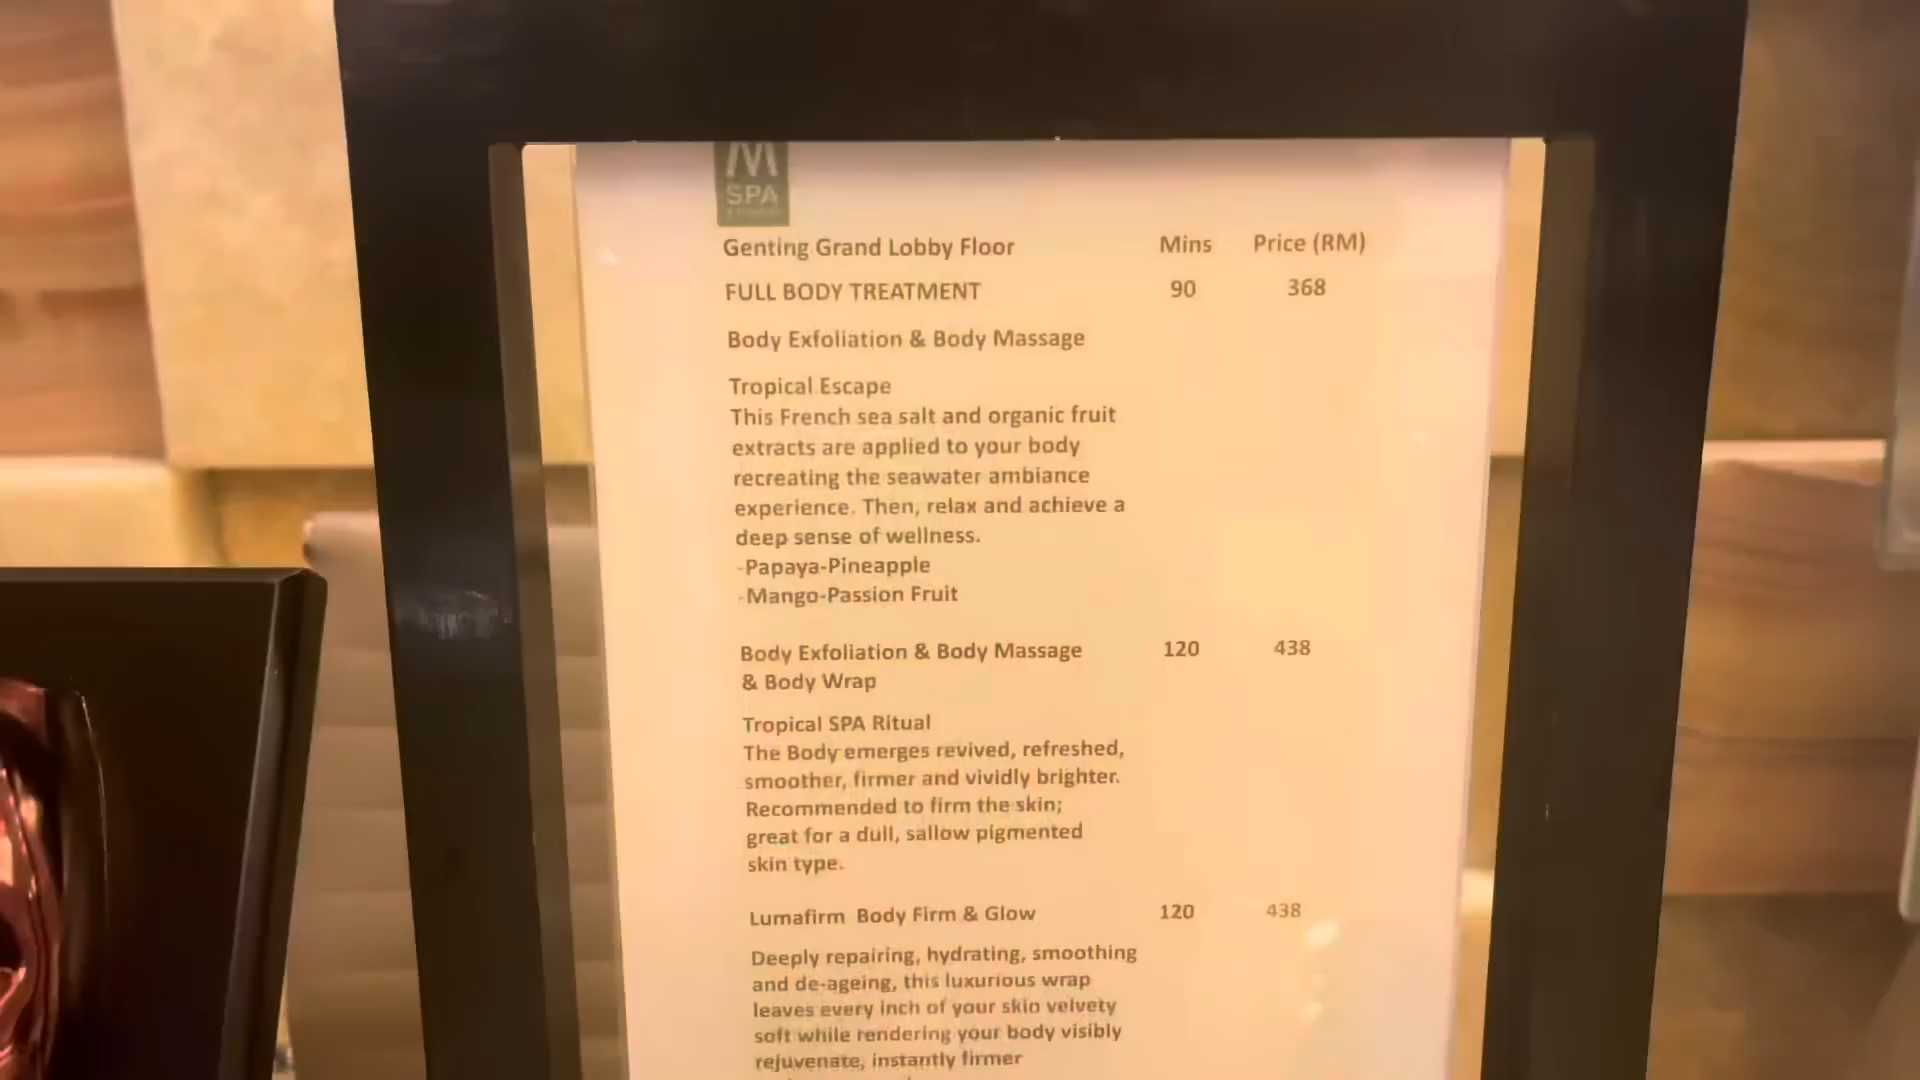 M
SPA
Genting Grand Lobby Floor Mins Price (RM)
FULL BODY TREATMENT 90 368
Body Exfoliation & Body Massage
Tropical Escape
This French sea salt and organic fruit
extracts are applied to your body
recreating the seawater ambiance
experience. Then, relax and achieve a
deep sense of wellness.
-Papaya-Pineapple
-Mango-Passion Fruit
Body Exfoliation & Body Massage 120 438
& Body Wrap
Tropical SPA Ritual
The Body emerges revived, refreshed,
smoother, firmer and vividly brighter.
Recommended to firm the skin;
great for a dull, sallow pigmented
skin type.
Lumafirm Body Firm & Glow 120 438
Deeply repairing, hydrating, smoothing
and de-ageing, this luxurious wrap
leaves every inch of your skin velvety
soft while rendering your body visibly
rejuvenate, instantly firmer